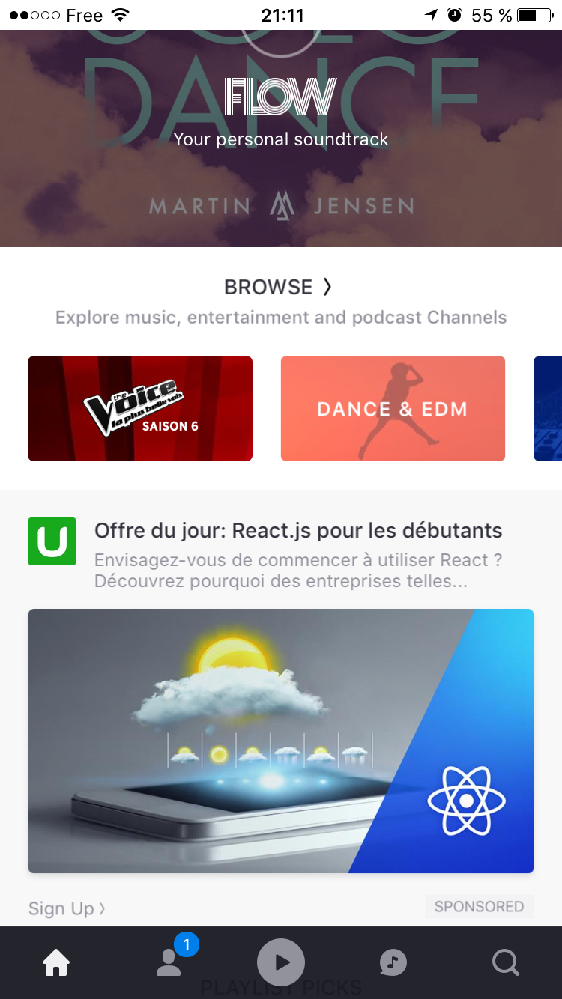 Free
21:11
55 %
SOLO
DANCE
FLOW
Your personal soundtrack
MARTIN JENSEN
BROWSE
Explore music, entertainment and podcast Channels
the
Voice
la plus belle voix
SAISON 6
DANCE & EDM
U
Offre du jour: React.js pour les débutants
Envisagez-vous de commencer à utiliser React ?
Découvrez pourquoi des entreprises telles...
Sign Up
SPONSORED
1
PLAYLIST PICKS